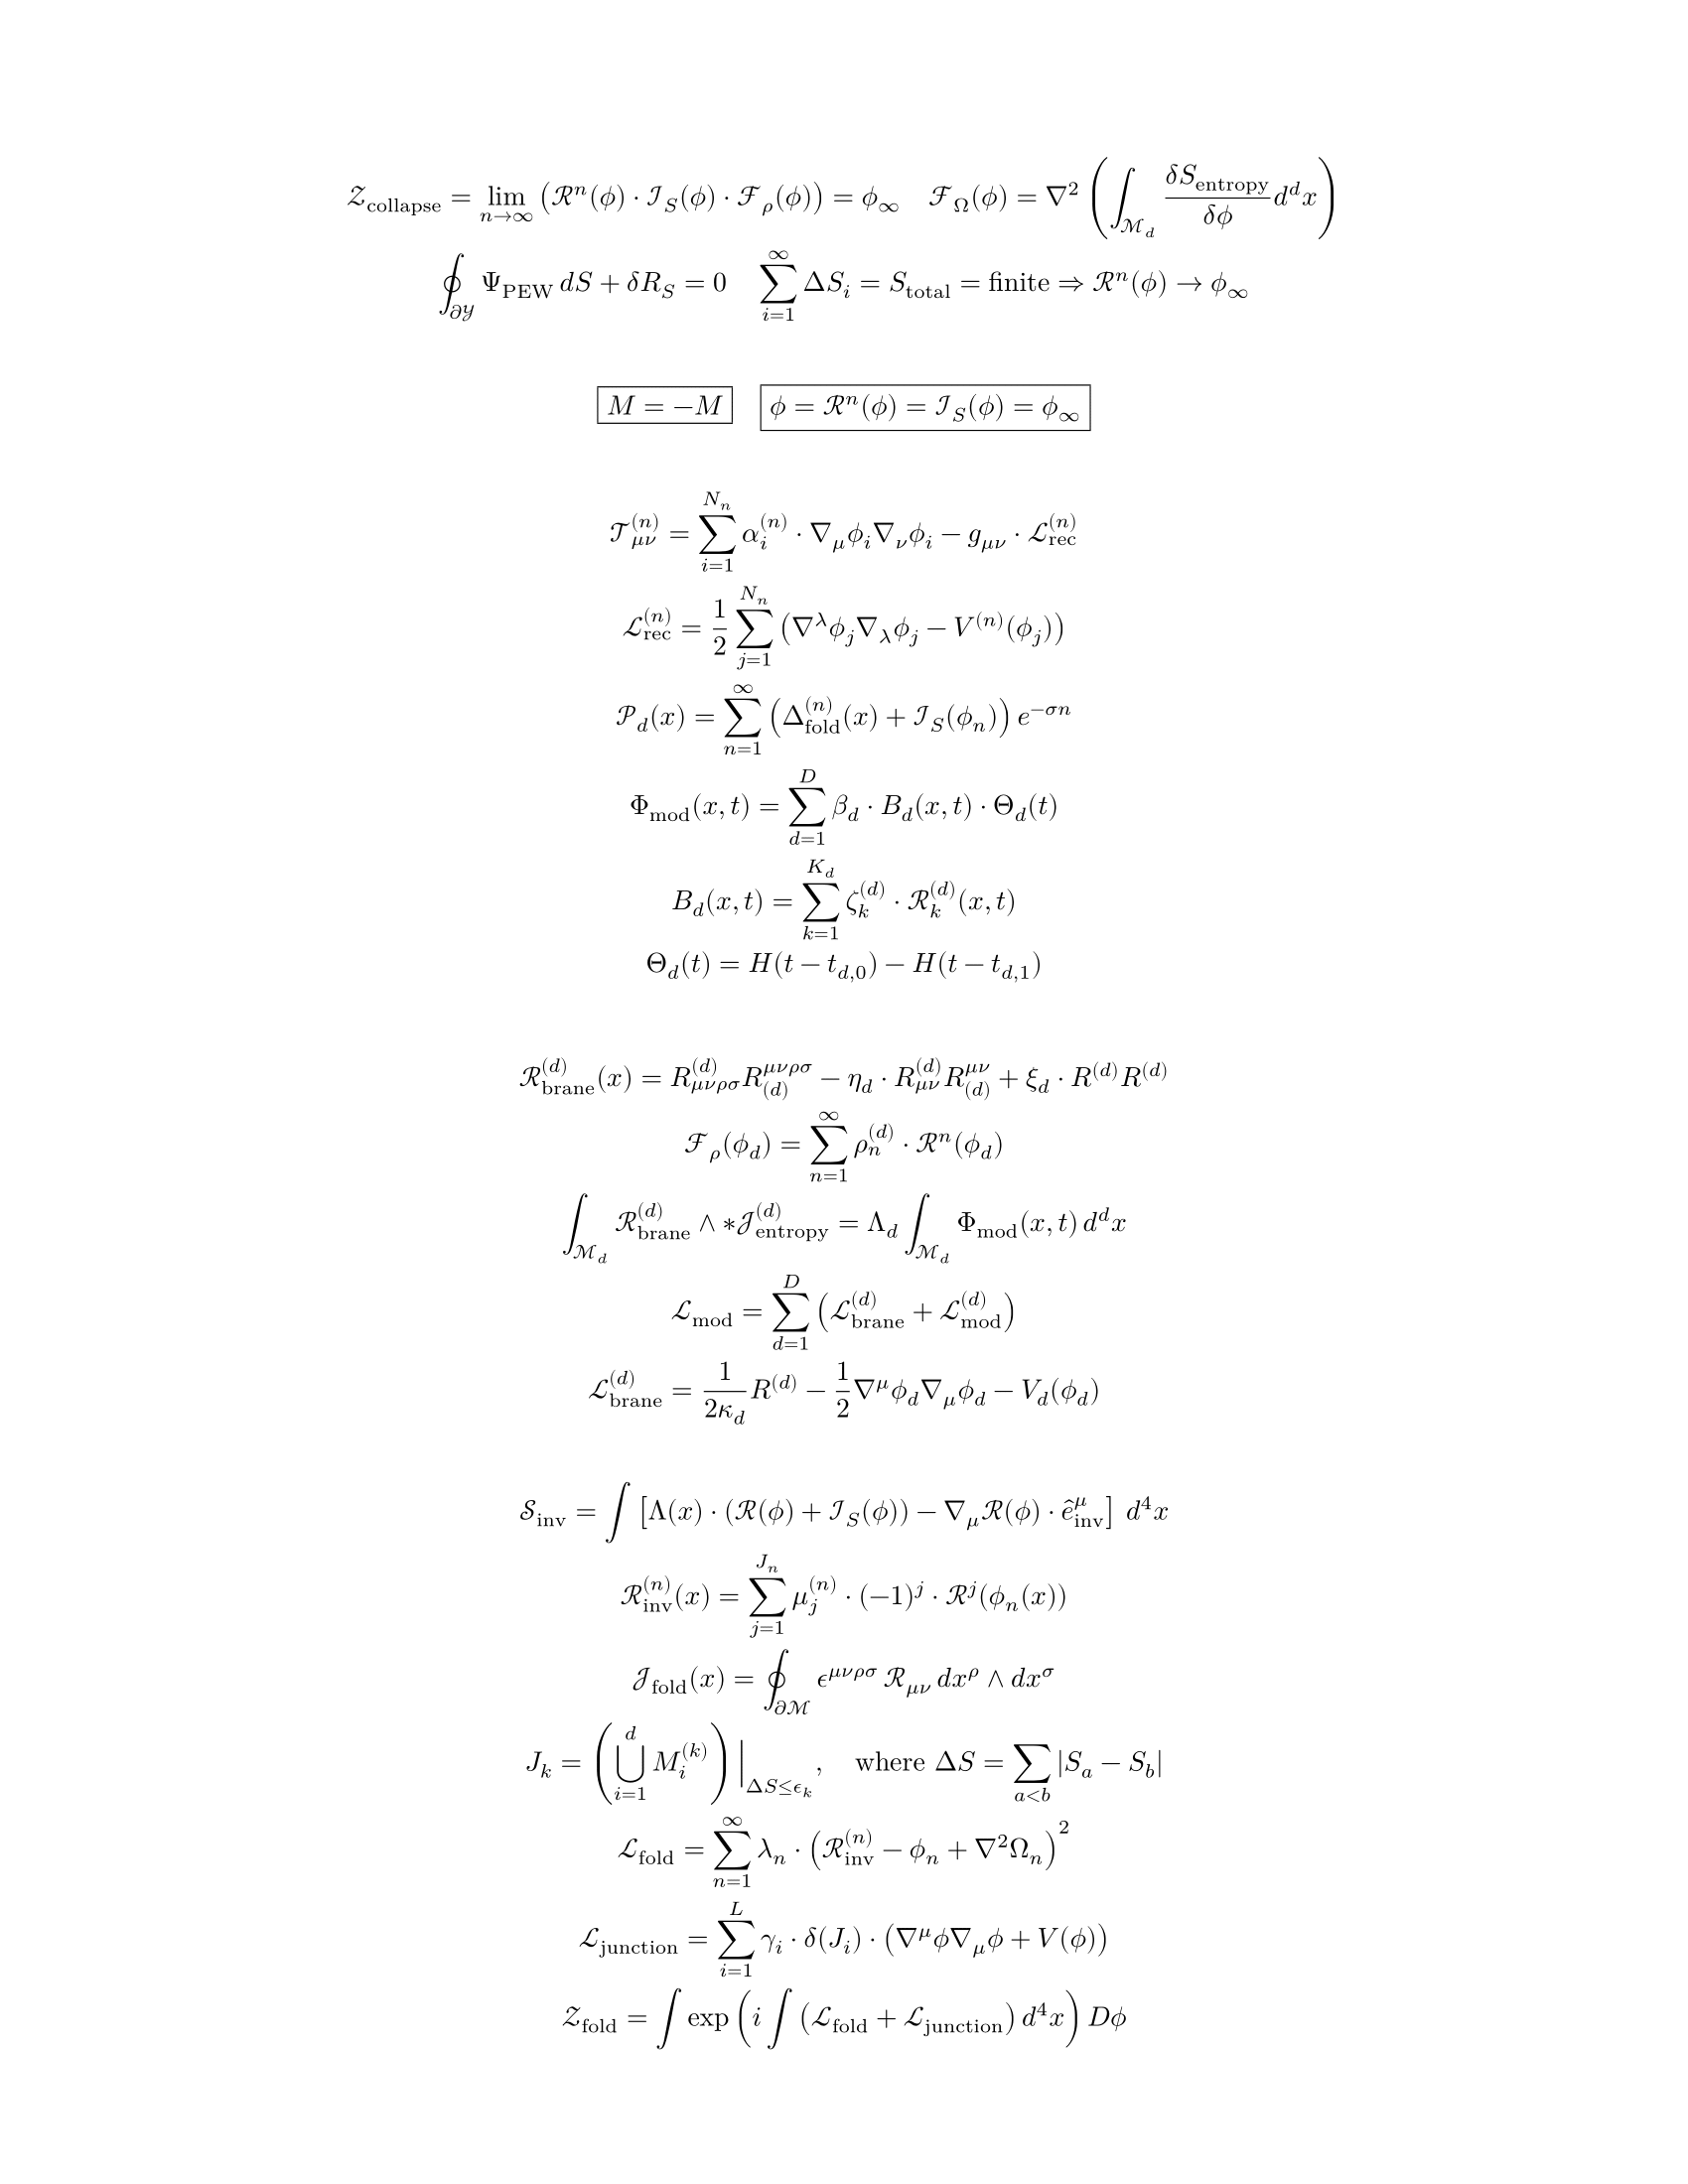 $\mathcal{Z}_{\text{collapse}} = \lim_{n \to \infty} \left( \mathcal{R}^n(\phi) \cdot \mathcal{I}_S(\phi) \cdot \mathcal{F}_\rho(\phi) \right) = \phi_\infty \quad \mathcal{F}_\Omega(\phi) = \nabla^2 \left( \int_{\mathcal{M}_d} \frac{\delta S_{\text{entropy}}}{\delta \phi} d^d x \right)$
$\oint_{\partial \mathcal{Y}} \Psi_{\text{PEW}} \, dS + \delta R_S = 0 \quad \sum_{i=1}^{\infty} \Delta S_i = S_{\text{total}} = \text{finite} \Rightarrow \mathcal{R}^n(\phi) \to \phi_\infty$
$\boxed{M = -M} \quad \boxed{\phi = \mathcal{R}^n(\phi) = \mathcal{I}_S(\phi) = \phi_\infty}$
$\mathcal{T}_{\mu\nu}^{(n)} = \sum_{i=1}^{N_n} \alpha_i^{(n)} \cdot \nabla_\mu \phi_i \nabla_\nu \phi_i - g_{\mu\nu} \cdot \mathcal{L}_{\text{rec}}^{(n)}$
$\mathcal{L}_{\text{rec}}^{(n)} = \frac{1}{2} \sum_{j=1}^{N_n} \left( \nabla^\lambda \phi_j \nabla_\lambda \phi_j - V^{(n)}(\phi_j) \right)$
$\mathcal{P}_d(x) = \sum_{n=1}^{\infty} \left( \Delta_{\text{fold}}^{(n)}(x) + \mathcal{I}_S(\phi_n) \right) e^{-\sigma n}$
$\Phi_{\text{mod}}(x,t) = \sum_{d=1}^{D} \beta_d \cdot B_d(x,t) \cdot \Theta_d(t)$
$B_d(x,t) = \sum_{k=1}^{K_d} \zeta_k^{(d)} \cdot \mathcal{R}_k^{(d)}(x,t)$
$\Theta_d(t) = H(t - t_{d,0}) - H(t - t_{d,1})$
$\mathcal{R}_{\text{brane}}^{(d)}(x) = R_{\mu\nu\rho\sigma}^{(d)} R_{(d)}^{\mu\nu\rho\sigma} - \eta_d \cdot R_{\mu\nu}^{(d)} R_{(d)}^{\mu\nu} + \xi_d \cdot R^{(d)} R^{(d)}$
$\mathcal{F}_\rho(\phi_d) = \sum_{n=1}^{\infty} \rho_n^{(d)} \cdot \mathcal{R}^n(\phi_d)$
$\int_{\mathcal{M}_d} \mathcal{R}_{\text{brane}}^{(d)} \wedge * \mathcal{J}_{\text{entropy}}^{(d)} = \Lambda_d \int_{\mathcal{M}_d} \Phi_{\text{mod}}(x,t) \, d^d x$
$\mathcal{L}_{\text{mod}} = \sum_{d=1}^{D} \left( \mathcal{L}_{\text{brane}}^{(d)} + \mathcal{L}_{\text{mod}}^{(d)} \right)$
$\mathcal{L}_{\text{brane}}^{(d)} = \frac{1}{2\kappa_d} R^{(d)} - \frac{1}{2} \nabla^\mu \phi_d \nabla_\mu \phi_d - V_d(\phi_d)$
$\mathcal{S}_{\text{inv}} = \int \left[ \Lambda(x) \cdot (\mathcal{R}(\phi) + \mathcal{I}_S(\phi)) - \nabla_\mu \mathcal{R}(\phi) \cdot \hat{e}_{\text{inv}}^\mu \right] \, d^4 x$
$\mathcal{R}_{\text{inv}}^{(n)}(x) = \sum_{j=1}^{J_n} \mu_j^{(n)} \cdot (-1)^j \cdot \mathcal{R}^j(\phi_n(x))$
$\mathcal{J}_{\text{fold}}(x) = \oint_{\partial \mathcal{M}} \epsilon^{\mu\nu\rho\sigma} \, \mathcal{R}_{\mu\nu} \, dx^\rho \wedge dx^\sigma$
$J_k = \left( \bigcup_{i=1}^{d} M_i^{(k)} \right) \Big|_{\Delta S \leq \epsilon_k}, \quad \text{where } \Delta S = \sum_{a<b} |S_a - S_b|$
$\mathcal{L}_{\text{fold}} = \sum_{n=1}^{\infty} \lambda_n \cdot \left( \mathcal{R}_{\text{inv}}^{(n)} - \phi_n + \nabla^2 \Omega_n \right)^2$
$\mathcal{L}_{\text{junction}} = \sum_{i=1}^{L} \gamma_i \cdot \delta(J_i) \cdot \left( \nabla^\mu \phi \nabla_\mu \phi + V(\phi) \right)$
$\mathcal{Z}_{\text{fold}} = \int \exp \left( i \int \left( \mathcal{L}_{\text{fold}} + \mathcal{L}_{\text{junction}} \right) d^4 x \right) D\phi$